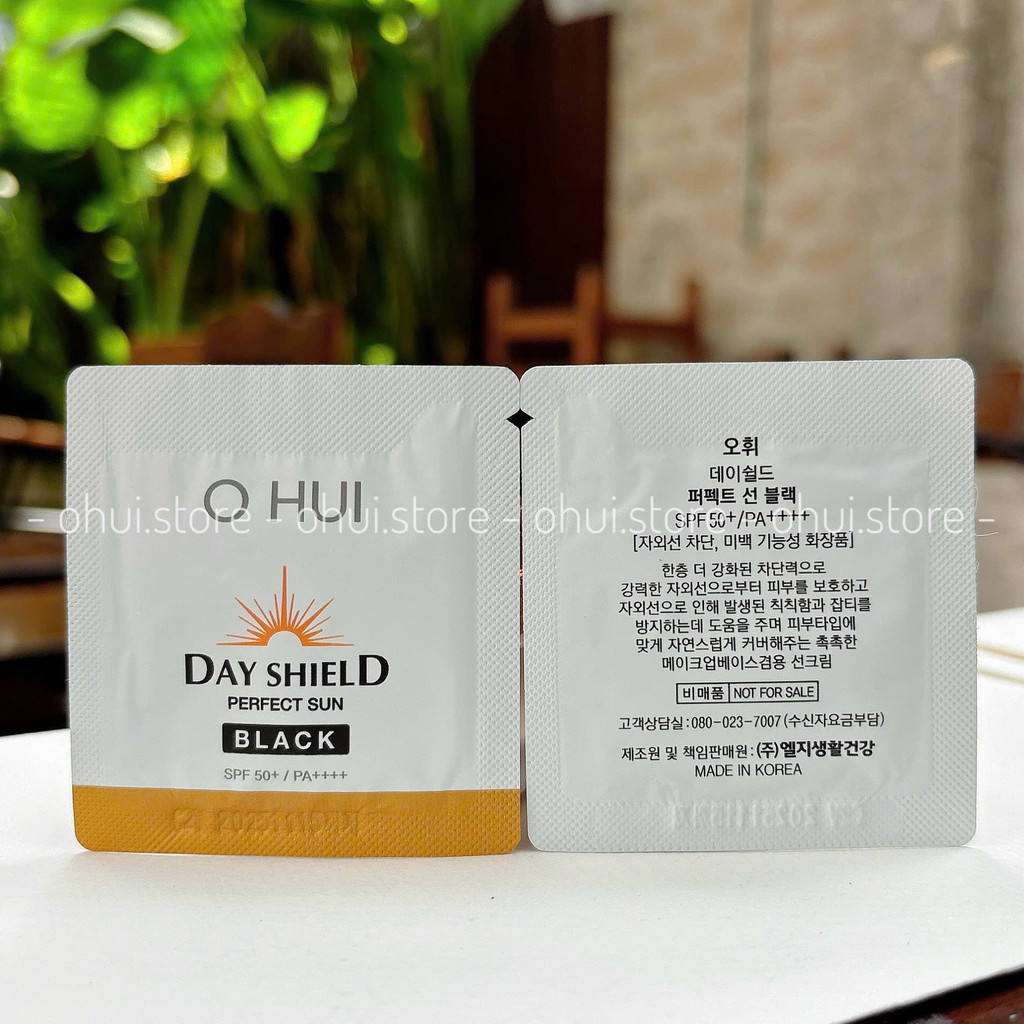 O HUI
DAY SHIELD
PERFECT SUN
BLACK
SPF 50+ / PA++++
오휘
데이쉴드
퍼펙트 선 블랙
SPF 50+/PA++++
[자외선 차단, 미백 기능성 화장품]
한층 더 강화된 차단력으로
강력한 자외선으로부터 피부를 보호하고
자외선으로 인해 발생된 칙칙함과 잡티를
방지하는데 도움을 주며 피부타입에
맞게 자연스럽게 커버해주는 촉촉한
메이크업베이스겸용 선크림
비매품 NOT FOR SALE
고객상담실 : 080-023-7007 (수신자요금부담)
제조원 및 책임판매원 : (주)엘지생활건강
MADE IN KOREA
- ohui.store - ohui.store - ohui.store - ohui.store -